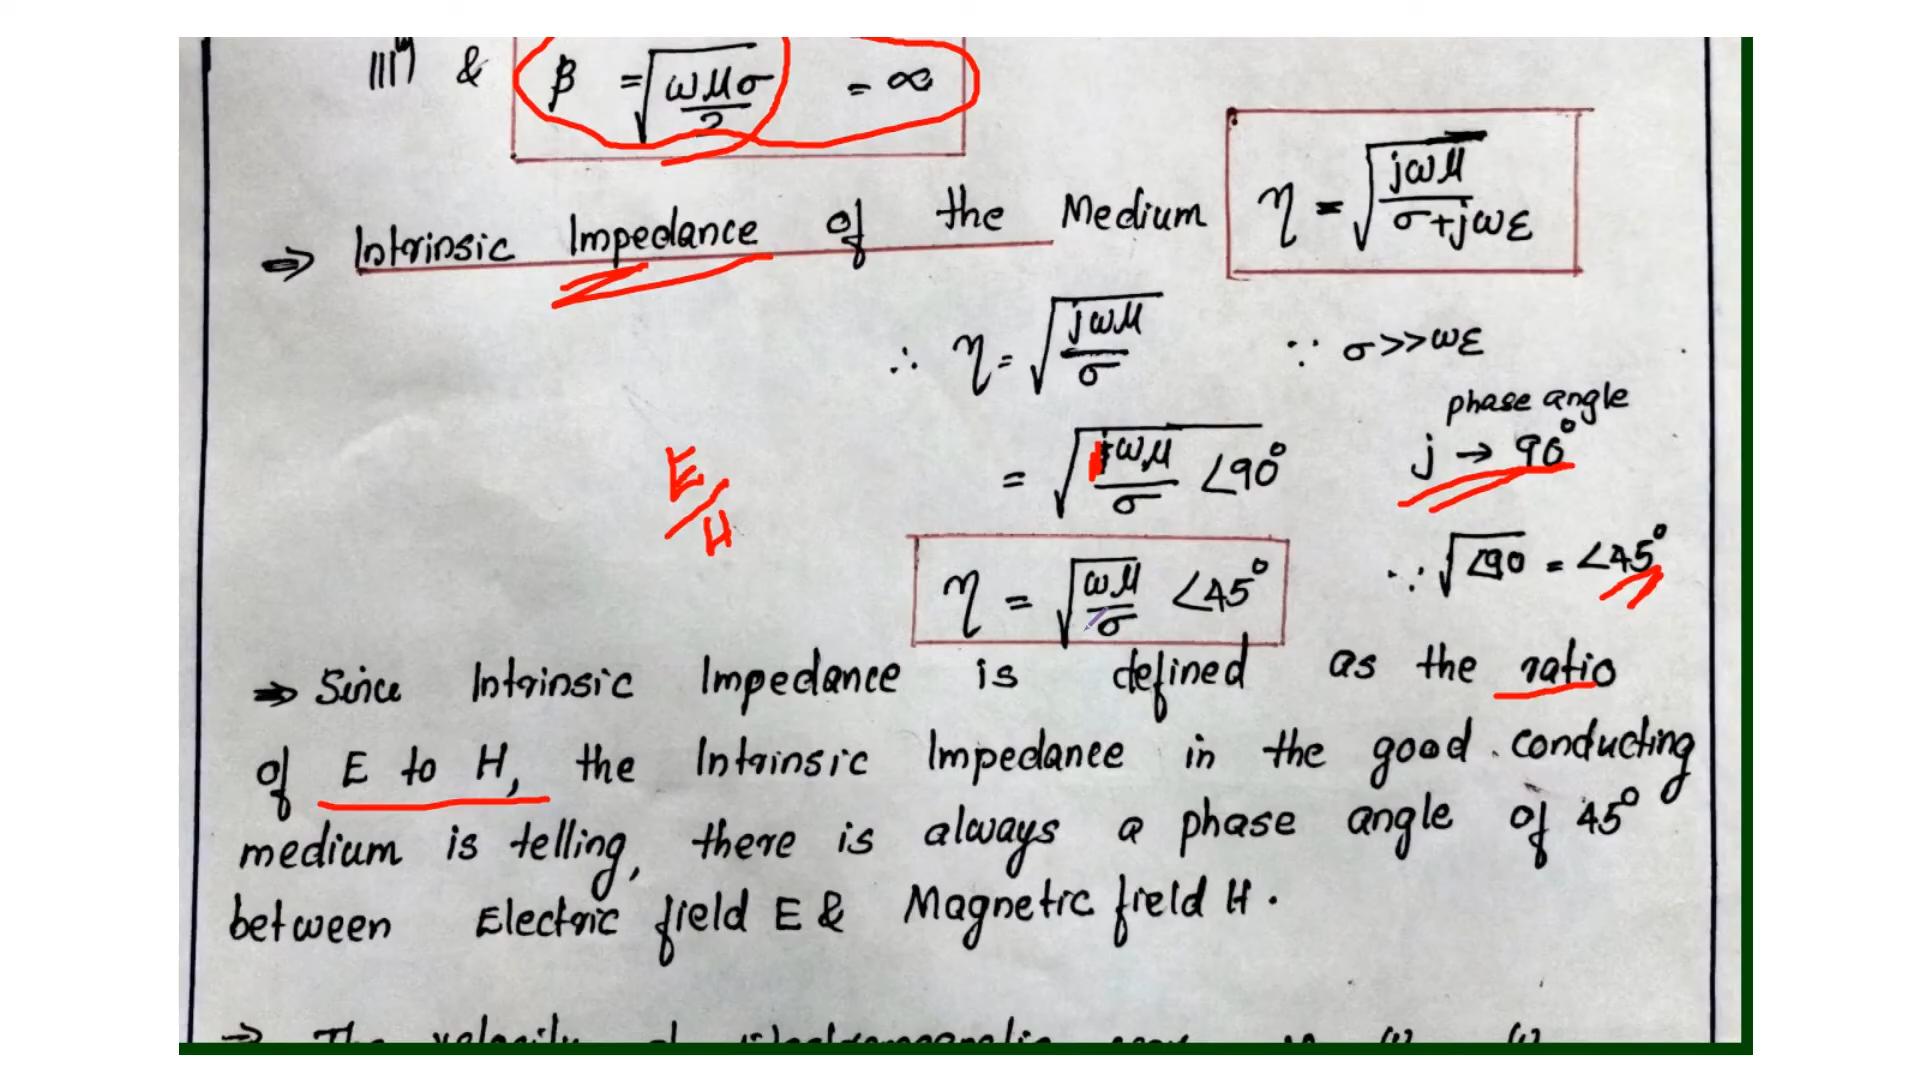 lllly & β = √ωμσ/2 = ∞
⇒ Intrinsic Impedance of the Medium η = √jωμ/σ+jωε
∴ η = √jωμ/σ ∵ σ>>ωε
phase angle
= √jωμ/σ ∠90° j → 90°
E/H
η = √ωμ/σ ∠45° ∵ √∠90 = ∠45°
⇒ Since Intrinsic Impedance is defined as the ratio
of E to H, the Intrinsic Impedance in the good conducting
medium is telling, there is always a phase angle of 45°
between Electric field E & Magnetic field H.